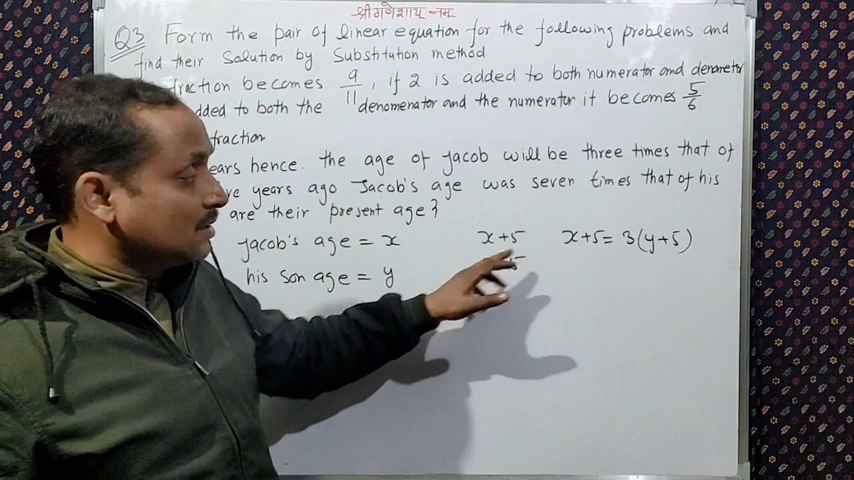 श्री गणेशाय नमः
Q3 Form the pair of linear equation for the following problems and
find their solution by Substitution method
fraction becomes 9/11, if 2 is added to both numerator and denometer
added to both the denomenator and the numerator it becomes 5/6
fraction
ears hence. the age of Jacob will be three times that of
ve years ago Jacob's age was seven times that of his
are their present age?
Jacob's age = x x+5 x+5=3(y+5)
his son age = y